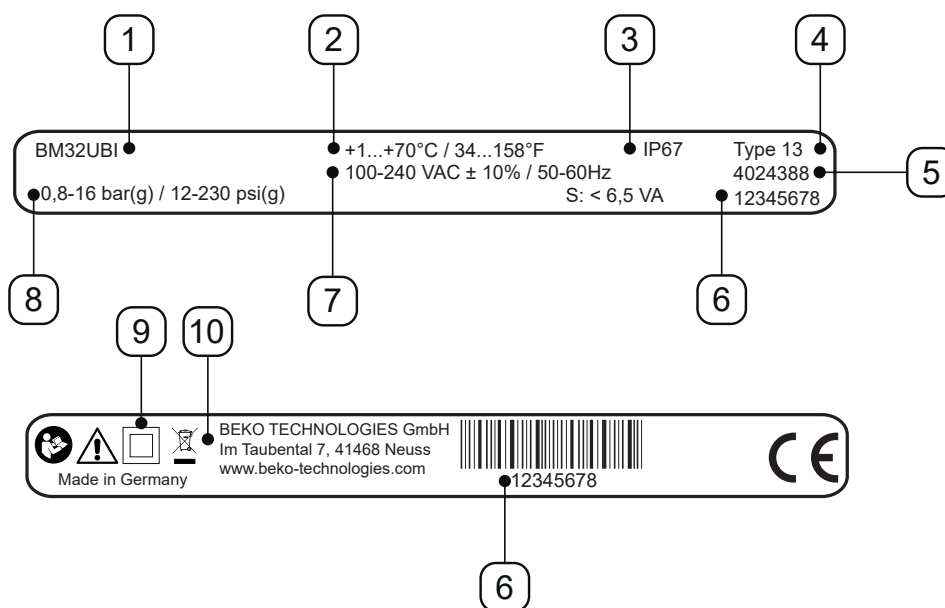 1 2 3 4
BM32UBI +1...+70°C / 34...158°F IP67 Type 13
100-240 VAC ± 10% / 50-60Hz 4024388
0,8-16 bar(g) / 12-230 psi(g) S: < 6,5 VA 12345678
5
8 7 6
9 10
BEKO TECHNOLOGIES GmbH
Im Taubental 7, 41468 Neuss
www.beko-technologies.com
Made in Germany
12345678
CE
6